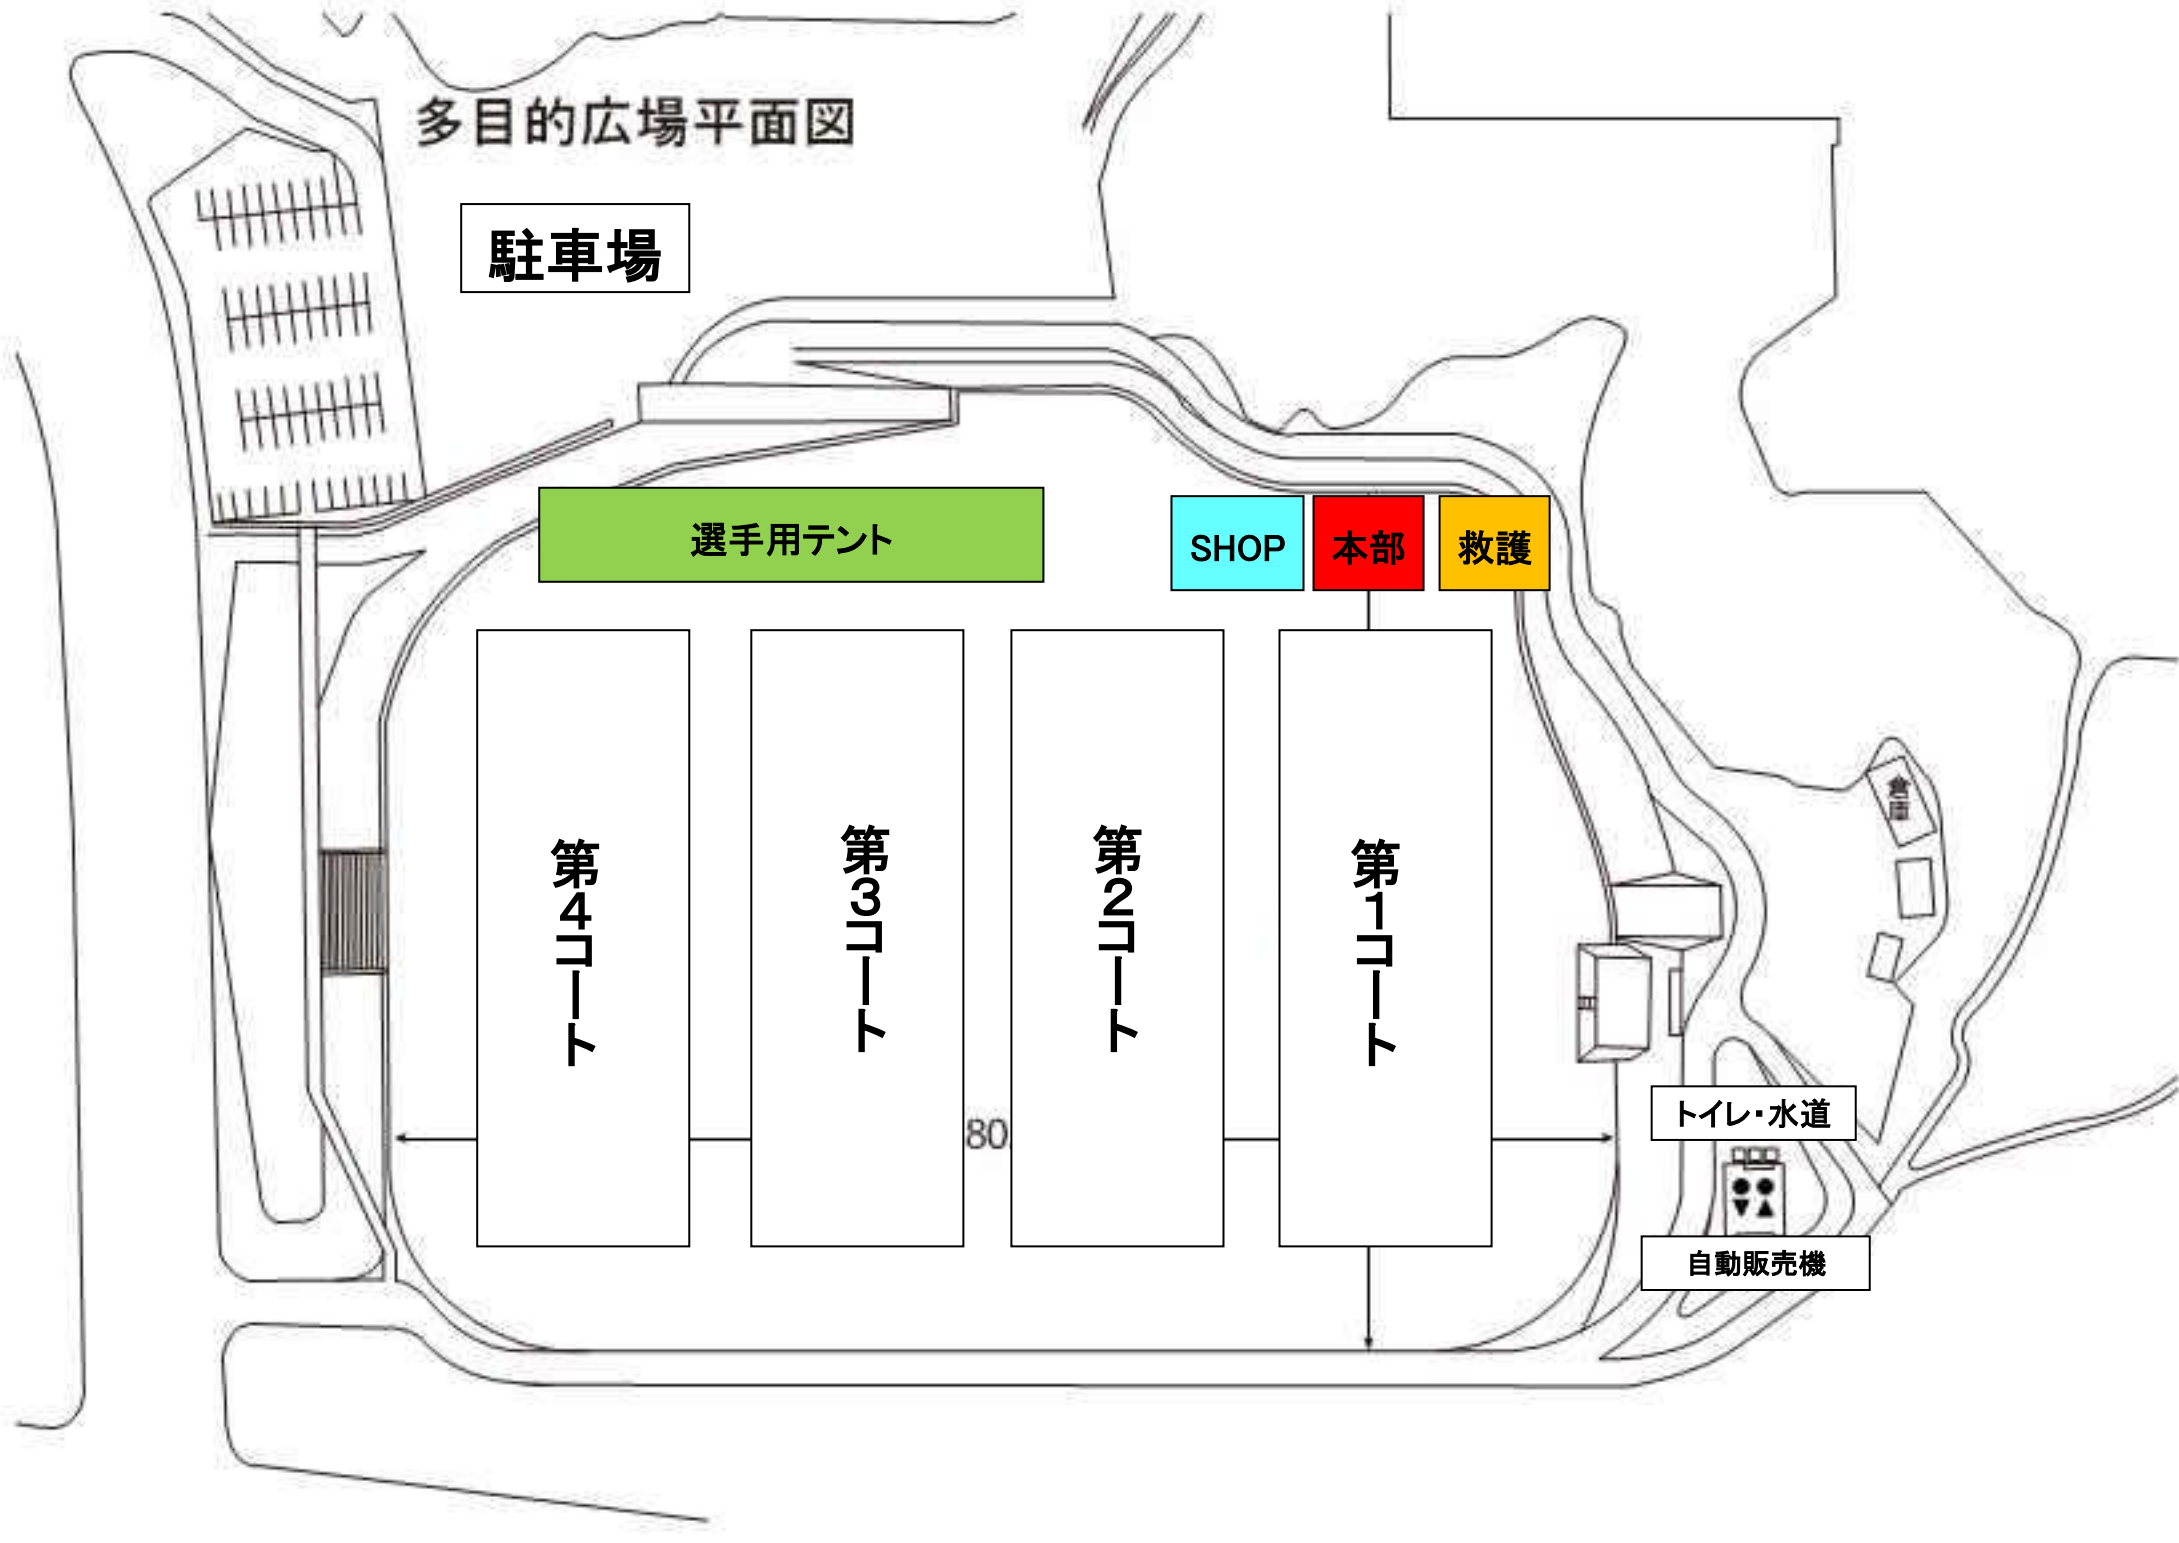 多目的広場平面図
駐車場
選手用テント
SHOP
本部
救護
第4コート
第3コート
第2コート
第1コート
倉庫
80.
トイレ・水道
自動販売機